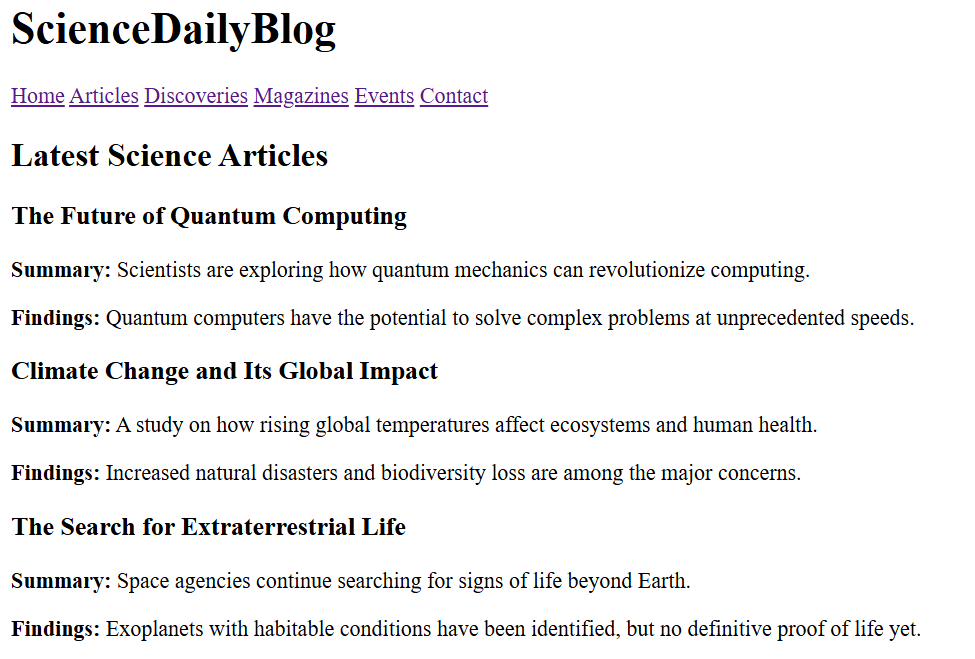 ScienceDailyBlog
Home Articles Discoveries Magazines Events Contact
Latest Science Articles
The Future of Quantum Computing
Summary: Scientists are exploring how quantum mechanics can revolutionize computing.
Findings: Quantum computers have the potential to solve complex problems at unprecedented speeds.
Climate Change and Its Global Impact
Summary: A study on how rising global temperatures affect ecosystems and human health.
Findings: Increased natural disasters and biodiversity loss are among the major concerns.
The Search for Extraterrestrial Life
Summary: Space agencies continue searching for signs of life beyond Earth.
Findings: Exoplanets with habitable conditions have been identified, but no definitive proof of life yet.